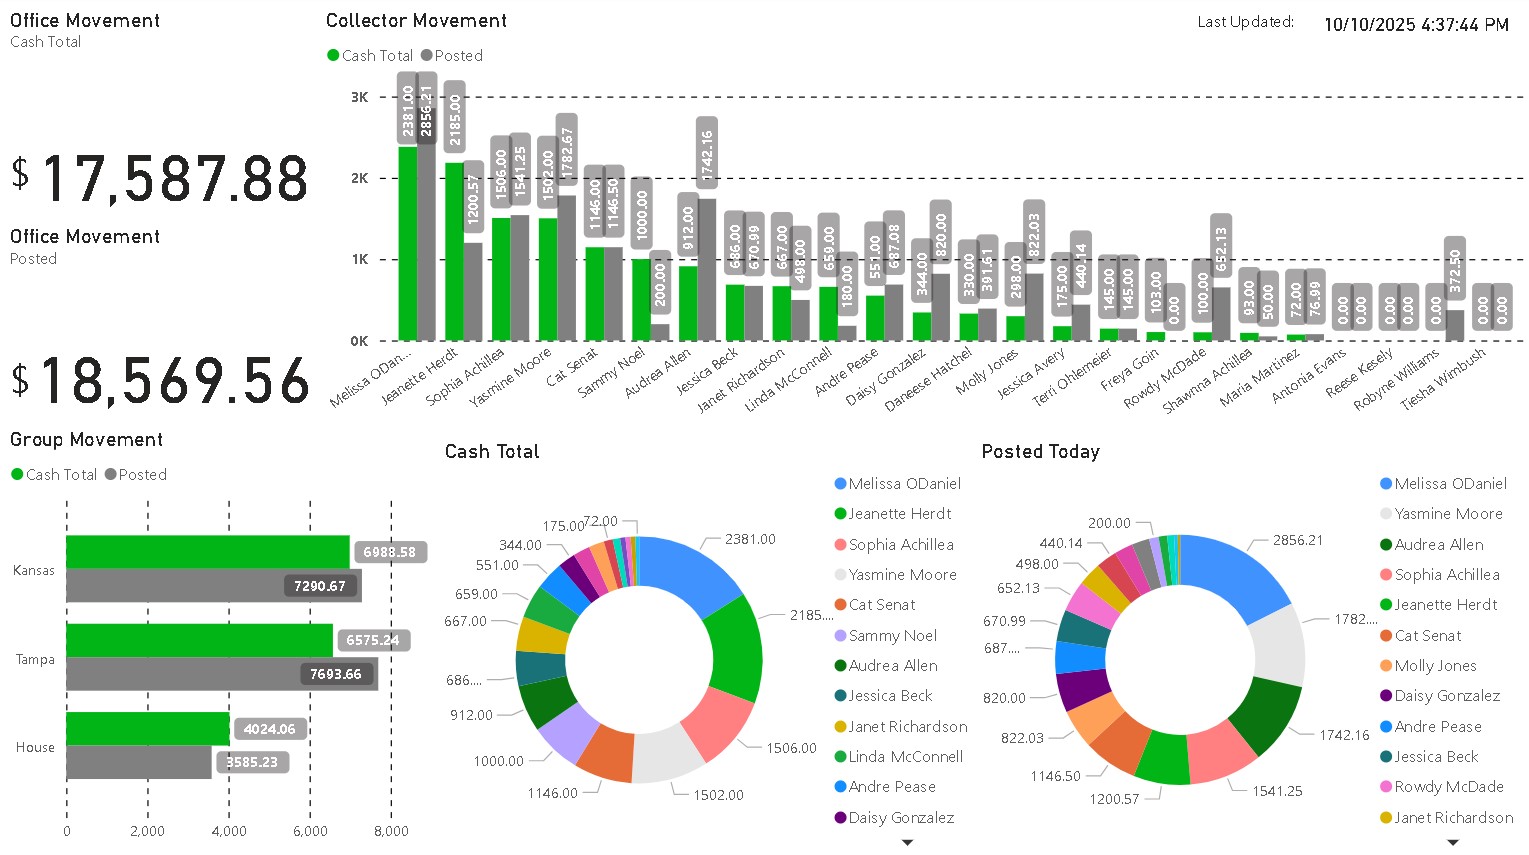 Office Movement
Cash Total
$ 17,587.88
Office Movement
Posted
$ 18,569.56
Collector Movement
Cash Total Posted
Last Updated: 10/10/2025 4:37:44 PM
3K
2K
1K
0K
2381.00 2856.21 2185.00 1200.57 1506.00 1541.25 1502.00 1782.67 1146.00 1146.50 1000.00 200.00 912.00 1742.16 686.00 670.99 667.00 498.00 659.00 180.00 551.00 687.08 344.00 820.00 330.00 391.61 298.00 822.03 175.00 440.14 145.00 145.00 103.00 0.00 100.00 652.13 93.00 50.00 72.00 76.99 0.00 0.00 0.00 0.00 0.00 372.50 0.00 0.00
Melissa ODan... Jeanette Herdt Sophia Achillea Yasmine Moore Cat Senat Sammy Noel Audrea Allen Jessica Beck Janet Richardson Linda McConnell Andre Pease Daisy Gonzalez Daneese Hatchel Molly Jones Jessica Avery Terri Ohlemeier Freya Goin Rowdy McDade Shawna Achillea Maria Martinez Antonia Evans Reese Kesely Robyne Williams Tiesha Wimbush
Group Movement
Cash Total Posted
Kansas
6988.58
7290.67
Tampa
6575.24
7693.66
House
4024.06
3585.23
0 2,000 4,000 6,000 8,000
Cash Total
2381.00
2185....
1506.00
1502.00
1146.00
1000.00
912.00
686....
667.00
659.00
551.00
344.00
175.00
72.00
Melissa ODaniel
Jeanette Herdt
Sophia Achillea
Yasmine Moore
Cat Senat
Sammy Noel
Audrea Allen
Jessica Beck
Janet Richardson
Linda McConnell
Andre Pease
Daisy Gonzalez
Posted Today
2856.21
1782....
1742.16
1541.25
1200.57
1146.50
822.03
820.00
687....
670.99
652.13
498.00
440.14
200.00
Melissa ODaniel
Yasmine Moore
Audrea Allen
Sophia Achillea
Jeanette Herdt
Cat Senat
Molly Jones
Daisy Gonzalez
Andre Pease
Jessica Beck
Rowdy McDade
Janet Richardson